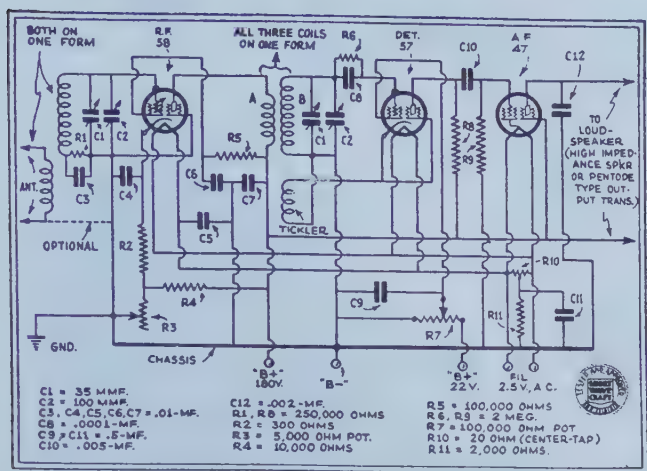 BOTH ON
ONE FORM
R.F.
58
ALL THREE COILS
ON ONE FORM
R6
DET.
57
C10
A.F.
47
C12
A
B
C8
R1
C1
C2
C1
C2
R5
R8
R9
TO
LOUD-
SPEAKER
(HIGH IMPED-
ANCE SPKR
OR PENTODE
TYPE OUT-
PUT TRANS.)
ANT.
C3
C4
C6
C7
TICKLER
OPTIONAL
C5
R2
R10
R4
C9
R11
C11
R3
R7
GND.
CHASSIS
"B+"
180V.
"B-"
"B+"
22V.
FIL.
2.5V., A.C.
C1 = 35 MMF.
C2 = 100 MMF.
C3, C4, C5, C6, C7 = .01-MF.
C8 = .0001-MF.
C9 = C11 = .5-MF.
C10 = .005-MF.
C12 = .002-MF.
R1, R8 = 250,000 OHMS
R2 = 300 OHMS
R3 = 5,000 OHM POT.
R4 = 10,000 OHMS
R5 = 100,000 OHMS
R6, R9 = 2 MEG.
R7 = 100,000 OHM POT
R10 = 20 OHM (CENTER-TAP)
R11 = 2,000 OHMS.
SHORT WAVE
CRAFT